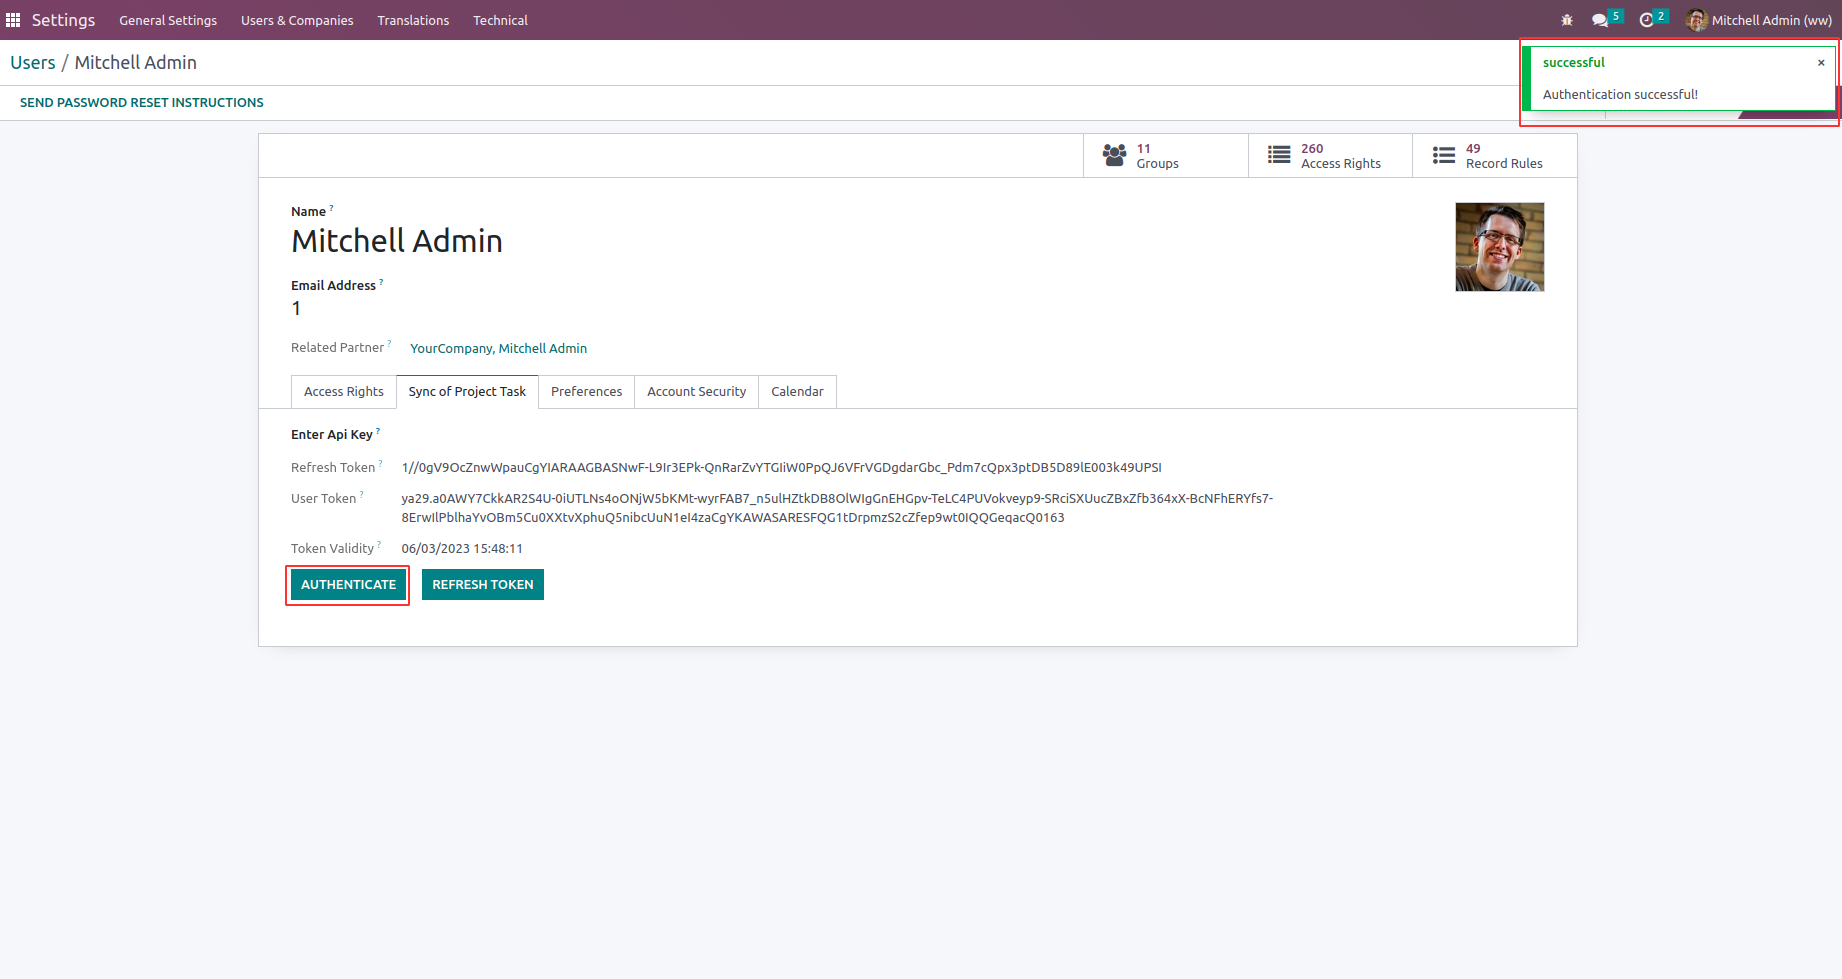 Settings General Settings Users & Companies Translations Technical 5 2 Mitchell Admin (ww)
Users / Mitchell Admin
successful ×
Authentication successful!
SEND PASSWORD RESET INSTRUCTIONS
11 Groups
260 Access Rights
49 Record Rules
Name ?
Mitchell Admin
Email Address ?
1
Related Partner ? YourCompany, Mitchell Admin
Access Rights Sync of Project Task Preferences Account Security Calendar
Enter Api Key ?
Refresh Token ? 1//0gV9OcZnwWpauCgYIARAAGBASNwF-L9Ir3EPk-QnRarZvYTGIiW0PpQJ6VFrVGDgdarGbc_Pdm7cQpx3ptDB5D89lE003k49UPSI
User Token ? ya29.a0AWY7CkkAR2S4U-0iUTLNs4oONjW5bKMt-wyrFAB7_n5ulHZtkDB8OlWIgGnEHGpv-TeLC4PUVokveyp9-SRciSXUucZBxZfb364xX-BcNFhERYfs7-
8ErwIlPblhaYvOBm5Cu0XXtvXphuQ5nibcUuN1eI4zaCgYKAWASARESFQG1tDrpmzS2cZfep9wt0IQQGeqacQ0163
Token Validity ? 06/03/2023 15:48:11
AUTHENTICATE REFRESH TOKEN